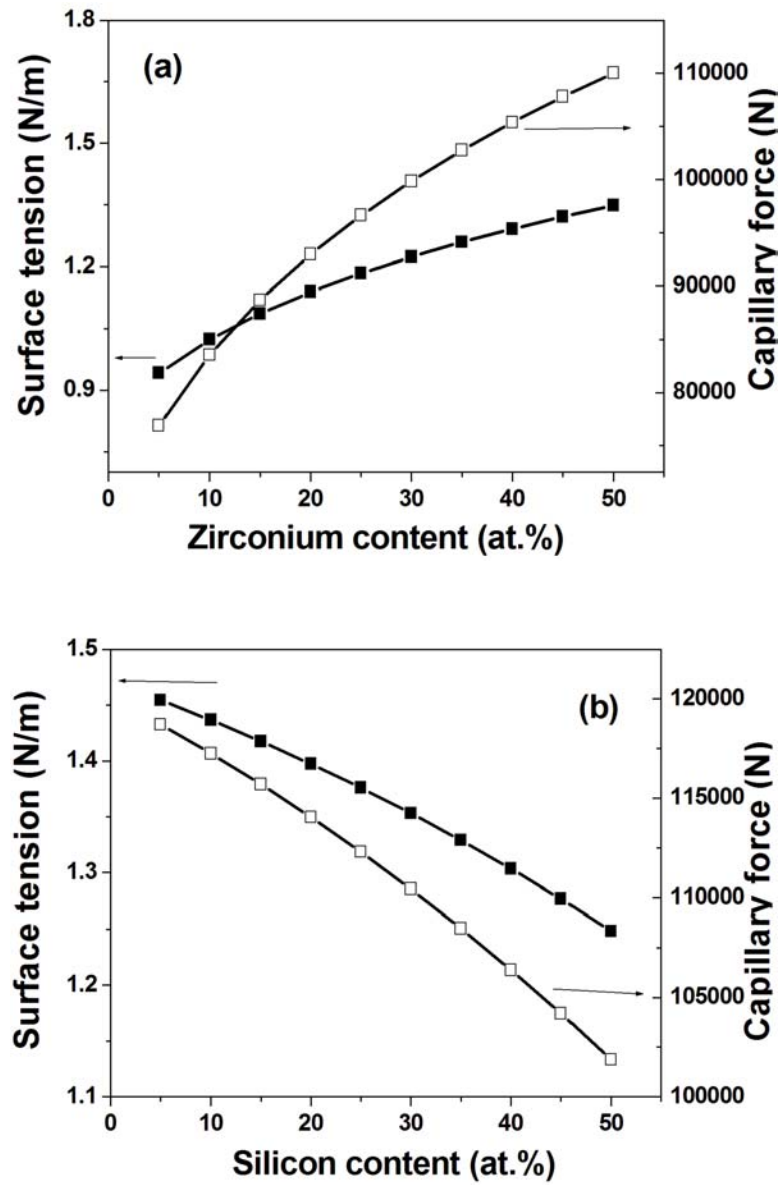 (a)
Surface tension (N/m)
1.8
1.5
1.2
0.9
Capillary force (N)
110000
100000
90000
80000
0 10 20 30 40 50
Zirconium content (at.%)
(b)
Surface tension (N/m)
1.5
1.4
1.3
1.2
1.1
Capillary force (N)
120000
115000
110000
105000
100000
0 10 20 30 40 50
Silicon content (at.%)